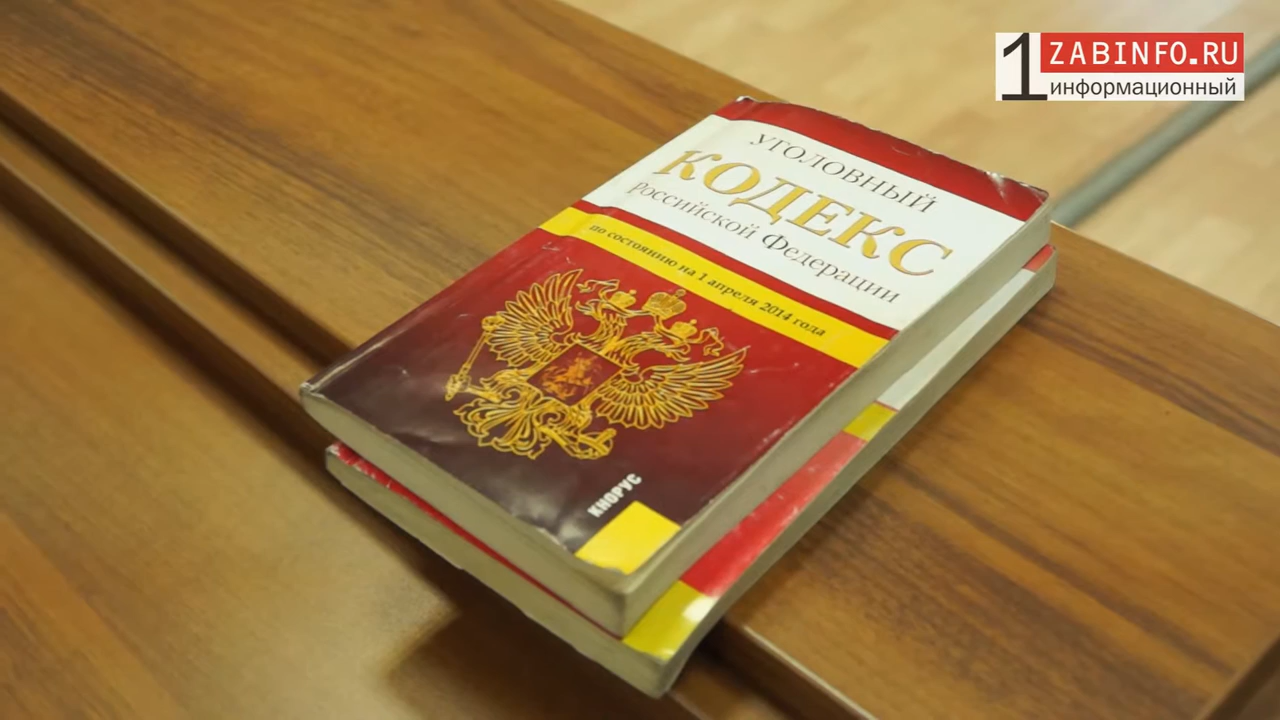 1 ZABINFO.RU
информационный
УГОЛОВНЫЙ
КОДЕКС
РОССИЙСКОЙ ФЕДЕРАЦИИ
по состоянию на 1 апреля 2014 года
КНОРУС